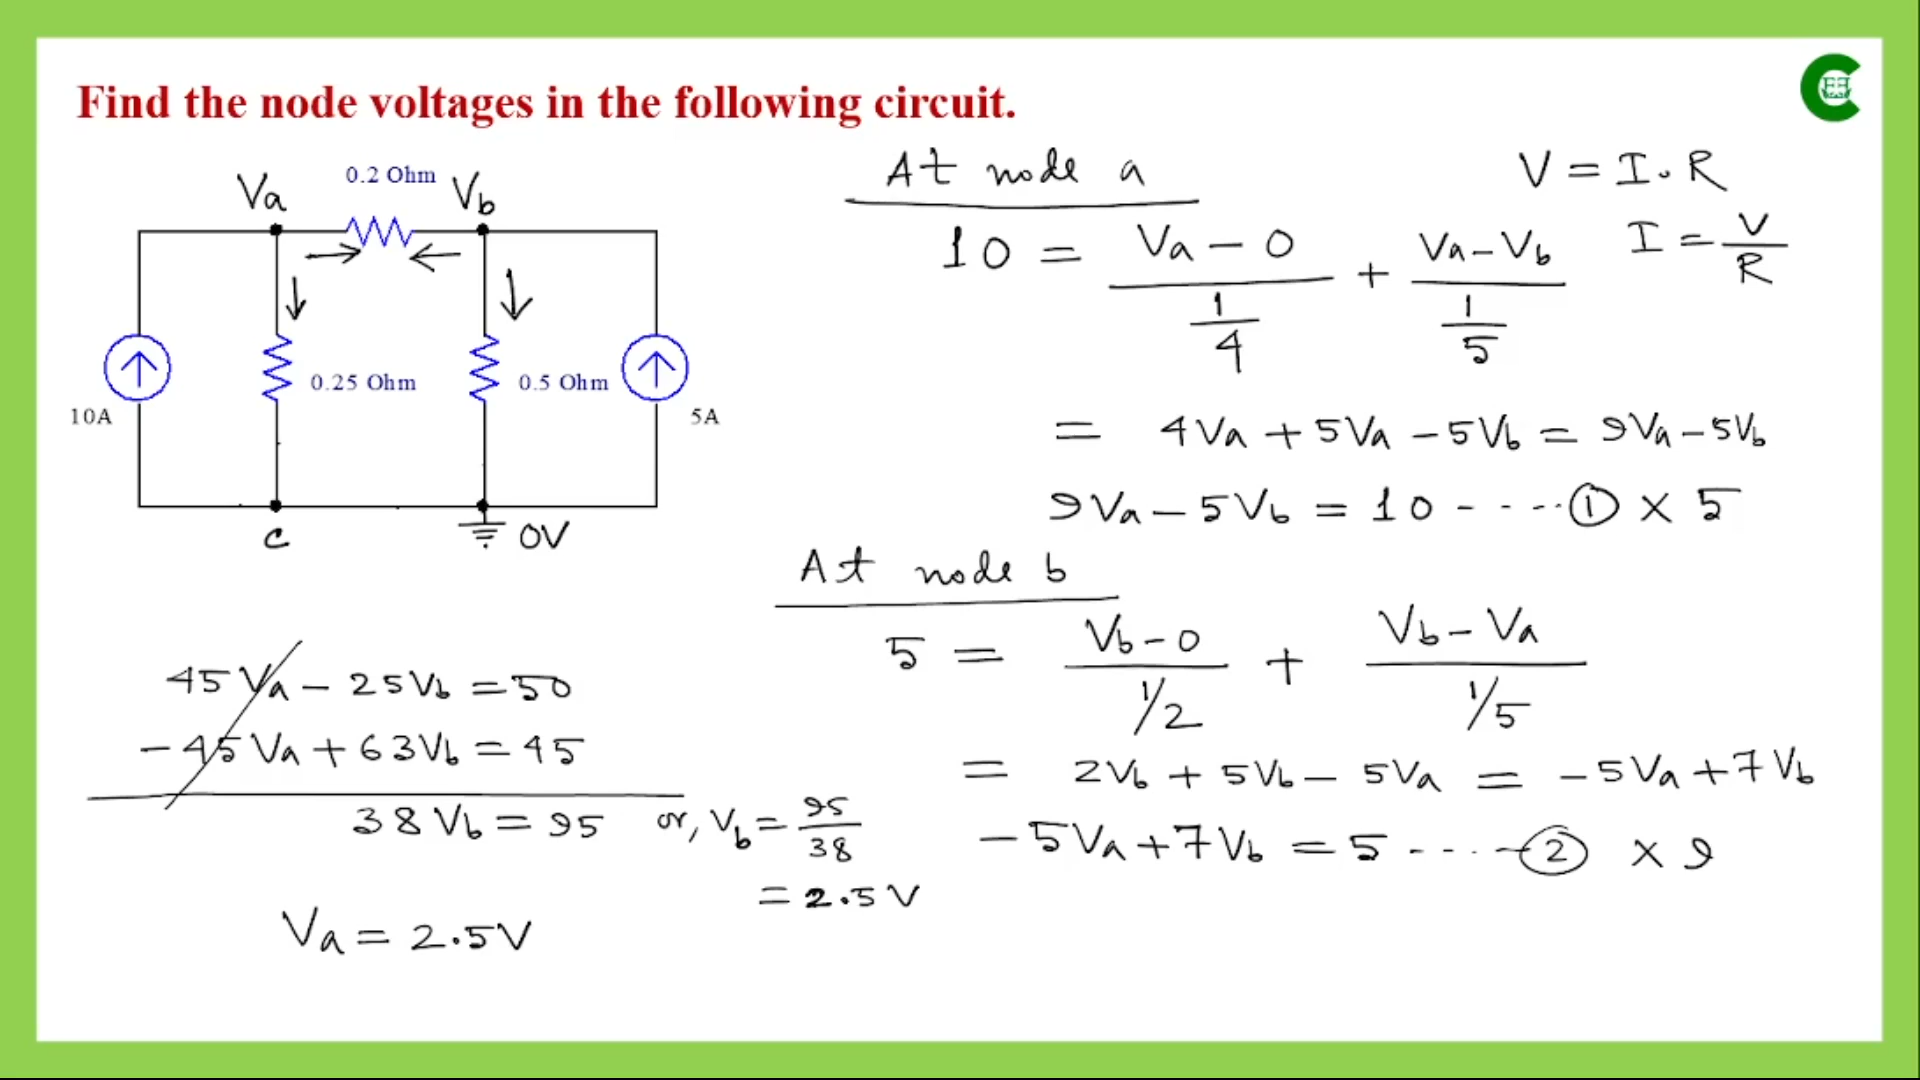 Find the node voltages in the following circuit.
Va
0.2 Ohm
Vb
10A
0.25 Ohm
0.5 Ohm
5A
c
0V
At node a
V = I.R
I = V/R
10 = (Va - 0)/(1/4) + (Va - Vb)/(1/5)
= 4Va + 5Va - 5Vb = 9Va - 5Vb
9Va - 5Vb = 10 - - - - ① × 5
At node b
5 = (Vb - 0)/(1/2) + (Vb - Va)/(1/5)
= 2Vb + 5Vb - 5Va = -5Va + 7Vb
-5Va + 7Vb = 5 - - - - ② × 9
45Va - 25Vb = 50
-45Va + 63Vb = 45
38Vb = 95 or, Vb = 95/38
= 2.5V
Va = 2.5V